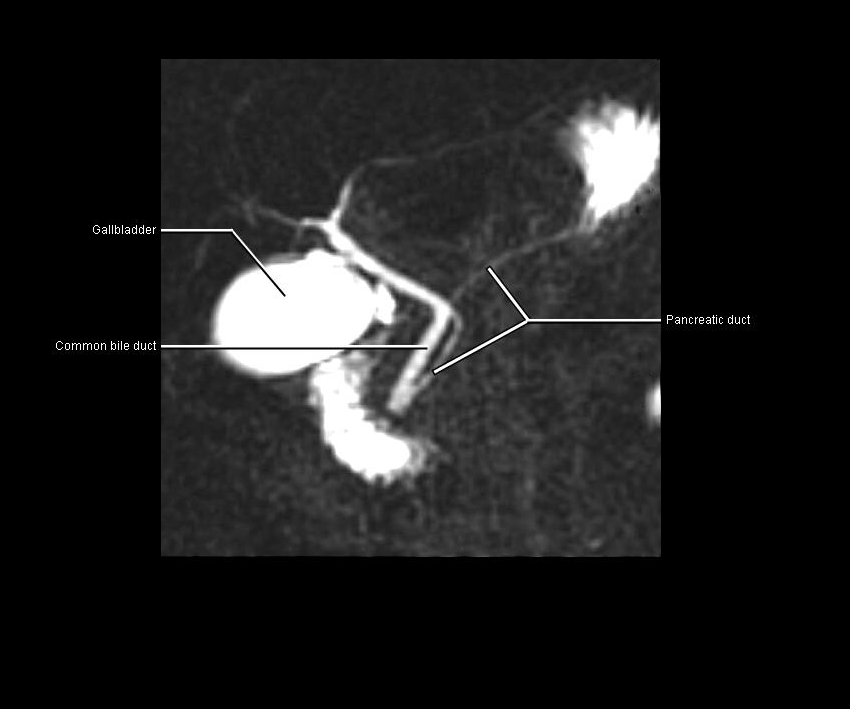 Gallbladder
Pancreatic duct
Common bile duct